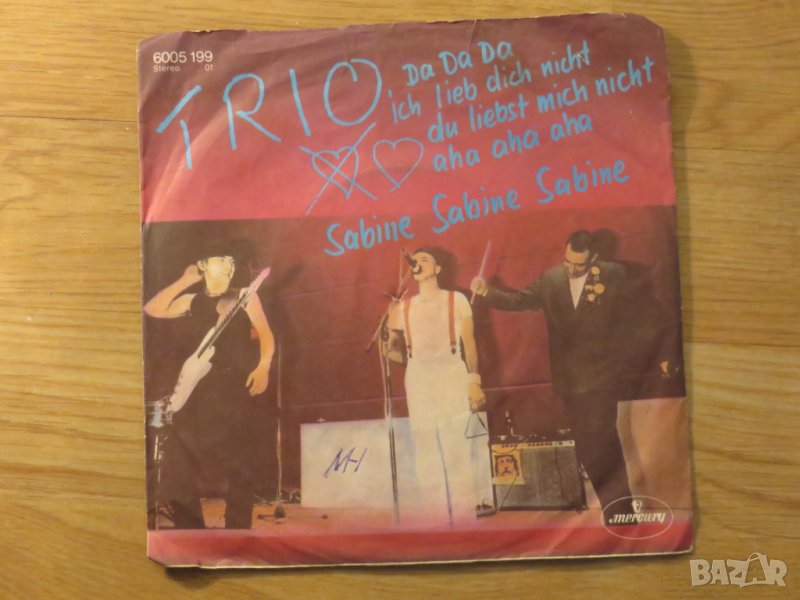 6005 199
Stereo 01
TRIO
Da Da Da
ich lieb dich nicht
du liebst mich nicht
aha aha aha
Sabine Sabine Sabine
mercury
BAZAR